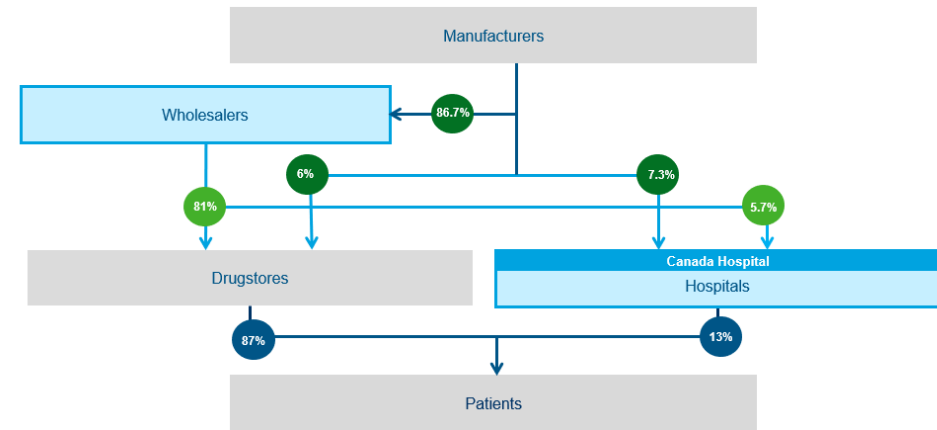 Manufacturers
Wholesalers
86.7%
6%
7.3%
81%
5.7%
Canada Hospital
Drugstores
Hospitals
87%
13%
Patients